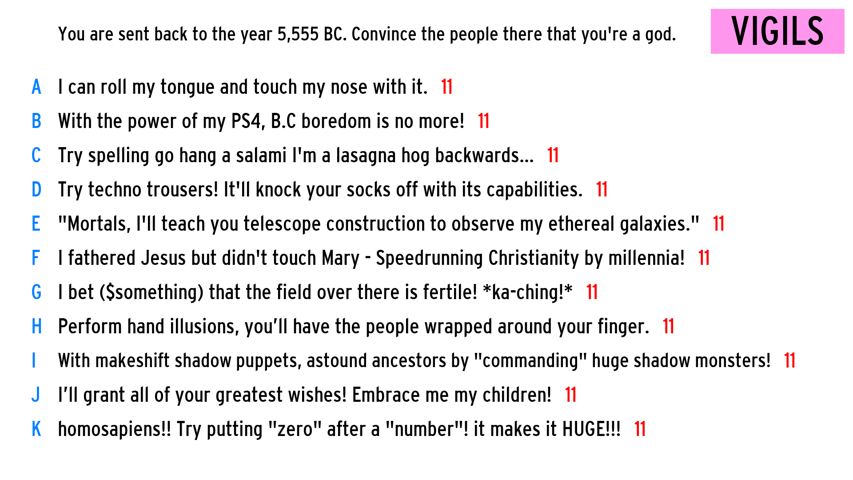 You are sent back to the year 5,555 BC. Convince the people there that you're a god.
VIGILS
A I can roll my tongue and touch my nose with it. 11
B With the power of my PS4, B.C boredom is no more! 11
C Try spelling go hang a salami I'm a lasagna hog backwards... 11
D Try techno trousers! It'll knock your socks off with its capabilities. 11
E "Mortals, I'll teach you telescope construction to observe my ethereal galaxies." 11
F I fathered Jesus but didn't touch Mary - Speedrunning Christianity by millennia! 11
G I bet ($something) that the field over there is fertile! *ka-ching!* 11
H Perform hand illusions, you’ll have the people wrapped around your finger. 11
I With makeshift shadow puppets, astound ancestors by "commanding" huge shadow monsters! 11
J I’ll grant all of your greatest wishes! Embrace me my children! 11
K homosapiens!! Try putting "zero" after a "number"! it makes it HUGE!!! 11